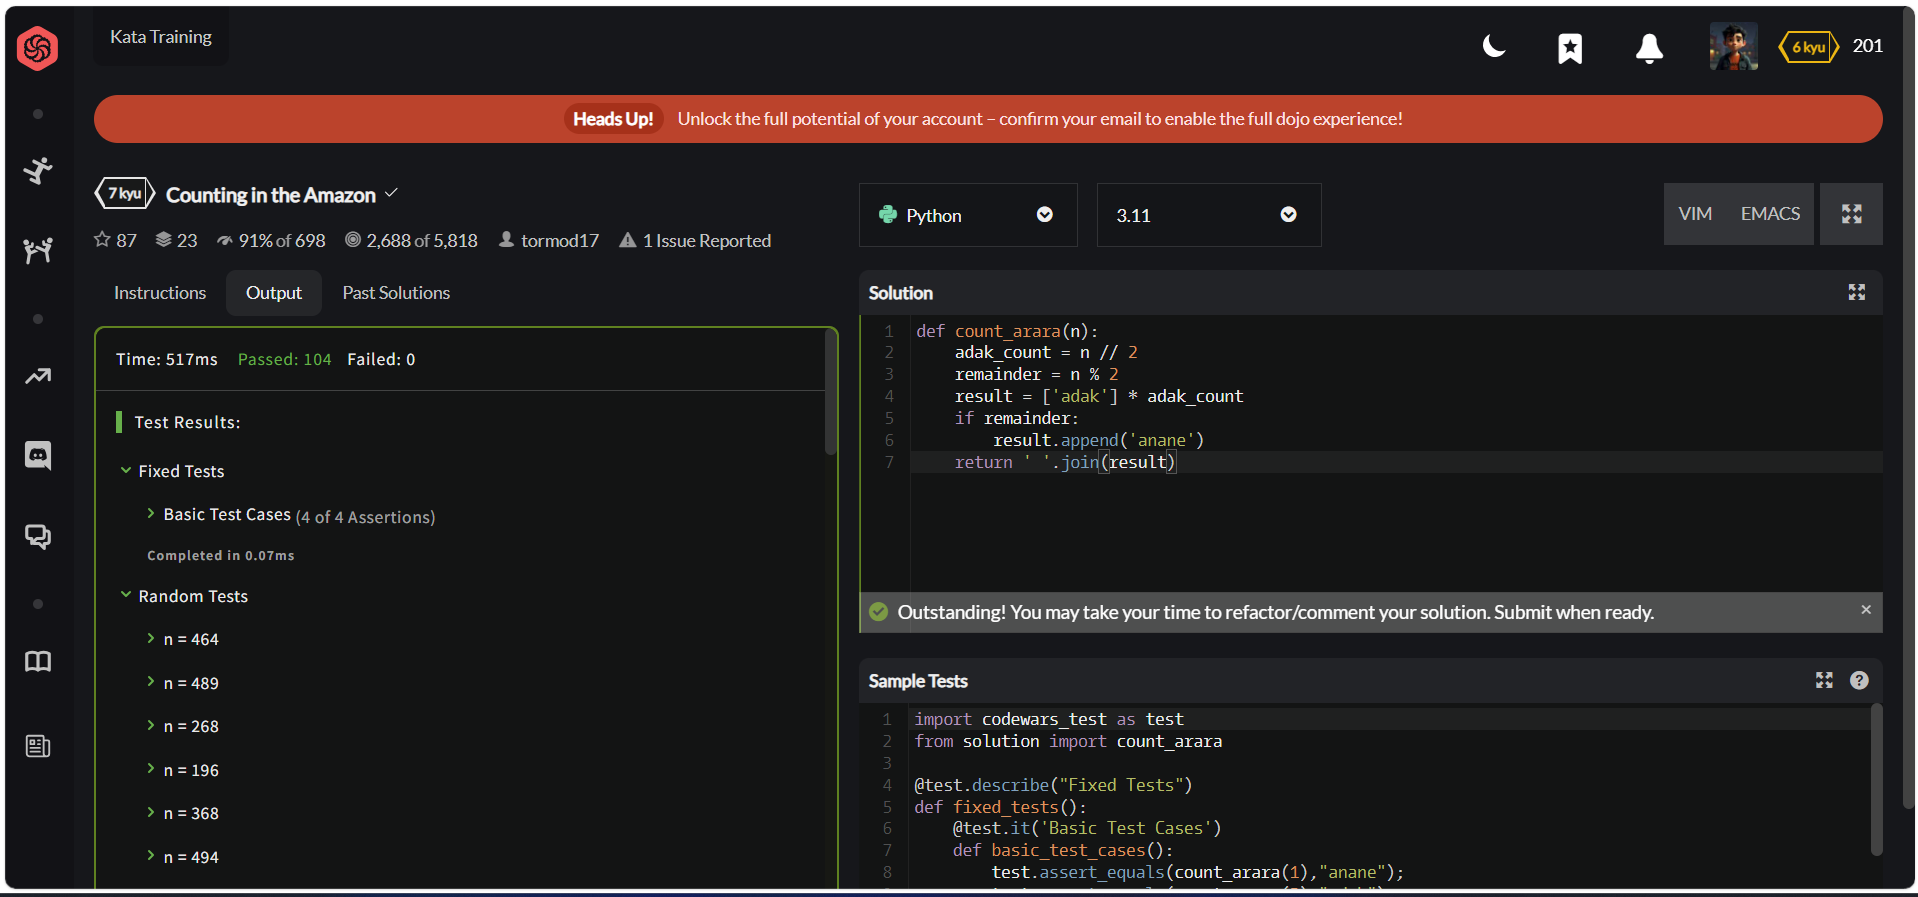 Kata Training
6 kyu 201
Heads Up! Unlock the full potential of your account – confirm your email to enable the full dojo experience!
7 kyu Counting in the Amazon
87 23 91% of 698 2,688 of 5,818 tormod17 1 Issue Reported
Instructions Output Past Solutions
Time: 517ms Passed: 104 Failed: 0
Test Results:
Fixed Tests
Basic Test Cases (4 of 4 Assertions)
Completed in 0.07ms
Random Tests
n = 464
n = 489
n = 268
n = 196
n = 368
n = 494
Python 3.11 VIM EMACS
Solution
1 def count_arara(n):
2 adak_count = n // 2
3 remainder = n % 2
4 result = ['adak'] * adak_count
5 if remainder:
6 result.append('anane')
7 return ' '.join(result)
Outstanding! You may take your time to refactor/comment your solution. Submit when ready.
Sample Tests
1 import codewars_test as test
2 from solution import count_arara
3
4 @test.describe("Fixed Tests")
5 def fixed_tests():
6 @test.it('Basic Test Cases')
7 def basic_test_cases():
8 test.assert_equals(count_arara(1),"anane");